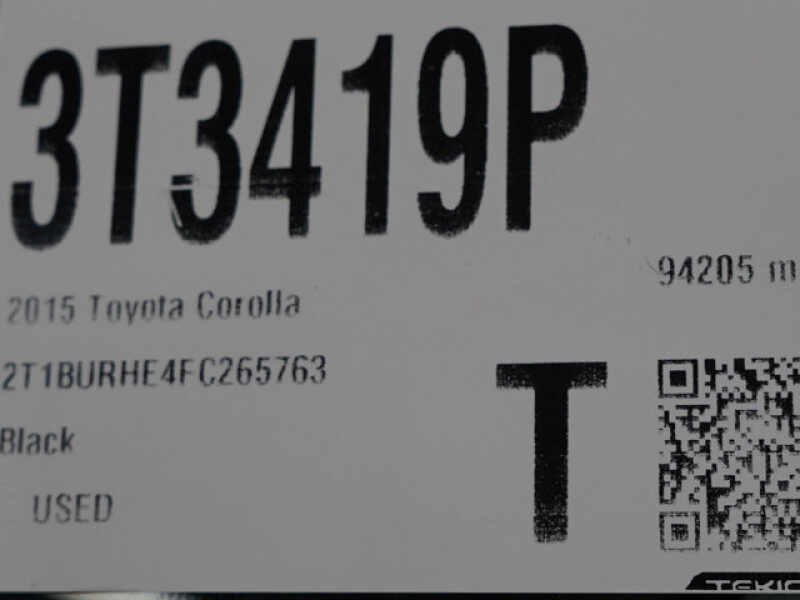 3T3419P
94205 m
2015 Toyota Corolla
2T1BURHE4FC265763
T
Black
USED